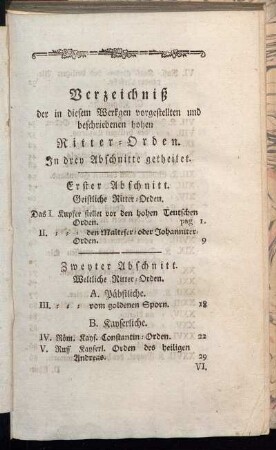 Verzeichniß
der in diesem Werkgen vorgestellten und
beschriebenen hohen
Ritter-Orden.
In drey Abschnitte getheilet.
Erster Abschnitt.
Geistliche Ritter-Orden.
Das I. Kupfer stellet vor den hohen Teutschen
Orden. pag 1.
II. , , , den Malteser- oder Johanniter-
Orden. 9
Zweyter Abschnitt.
Weltliche Ritter-Orden.
A. Päbstliche.
III. , , , vom goldenen Sporn. 18
B. Kayserliche.
IV. Röm. Kays. Constantin-Orden. 22
V. Russ Kayserl. Orden des heiligen
Andreas. 29
VI.